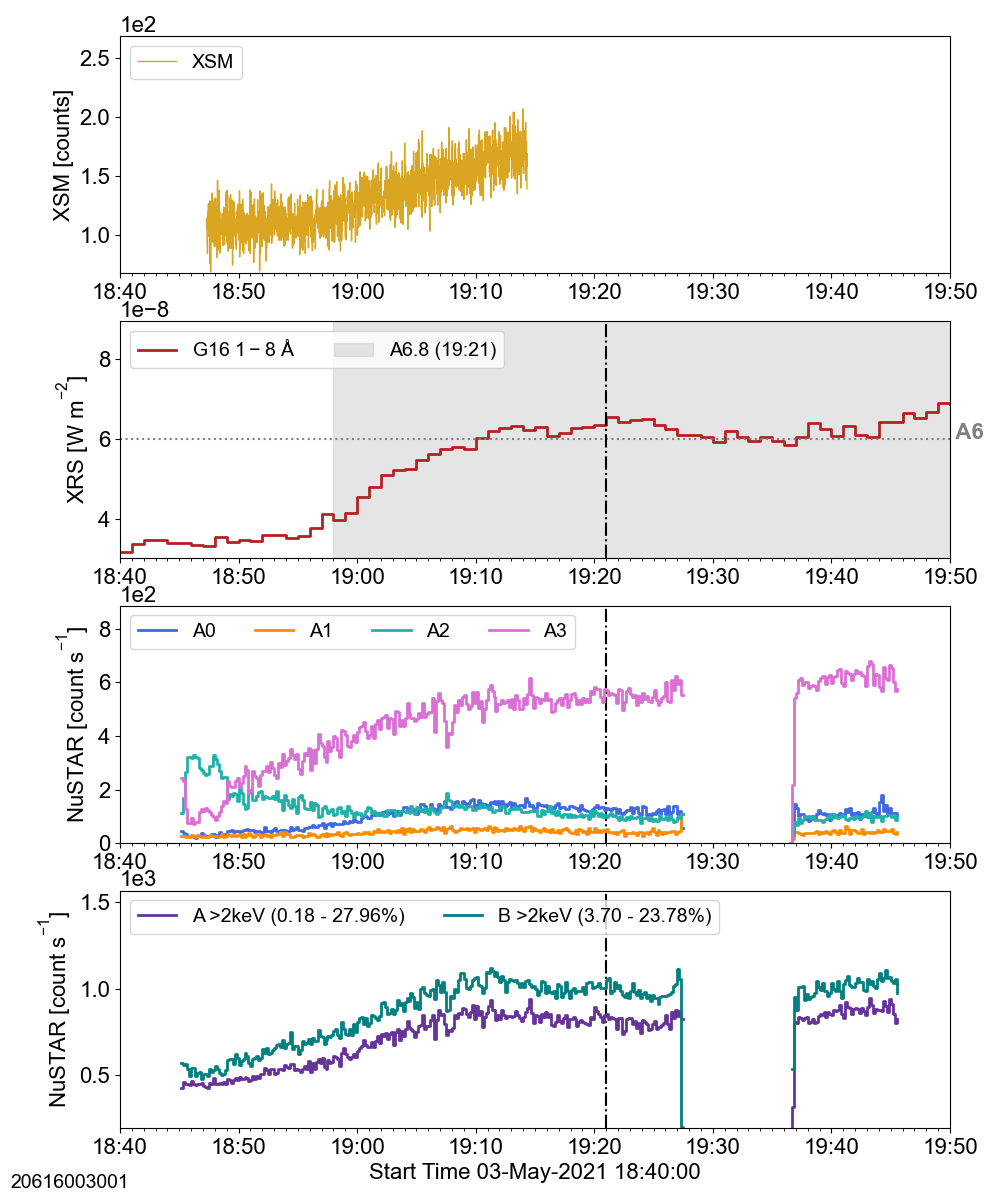 1e2
XSM [counts]
2.5
2.0
1.5
1.0
XSM
18:40 18:50 19:00 19:10 19:20 19:30 19:40 19:50
1e−8
XRS [W m−2]
8
6
4
G16 1 − 8 Å A6.8 (19:21)
A6
18:40 18:50 19:00 19:10 19:20 19:30 19:40 19:50
1e2
NuSTAR [count s−1]
8
6
4
2
0
A0 A1 A2 A3
18:40 18:50 19:00 19:10 19:20 19:30 19:40 19:50
1e3
NuSTAR [count s−1]
1.5
1.0
0.5
A >2keV (0.18 - 27.96%) B >2keV (3.70 - 23.78%)
18:40 18:50 19:00 19:10 19:20 19:30 19:40 19:50
Start Time 03-May-2021 18:40:00
20616003001